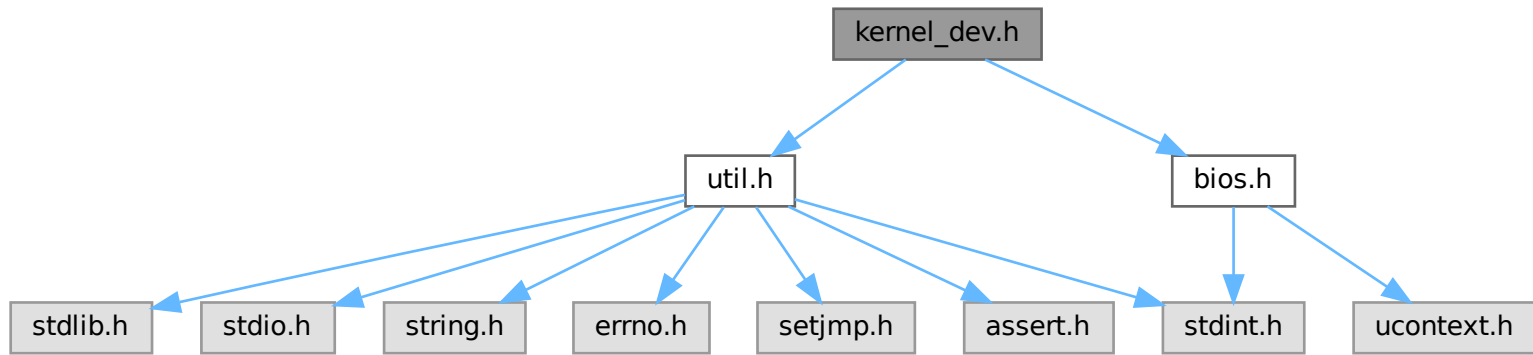 kernel_dev.h
util.h
bios.h
stdlib.h
stdio.h
string.h
errno.h
setjmp.h
assert.h
stdint.h
ucontext.h